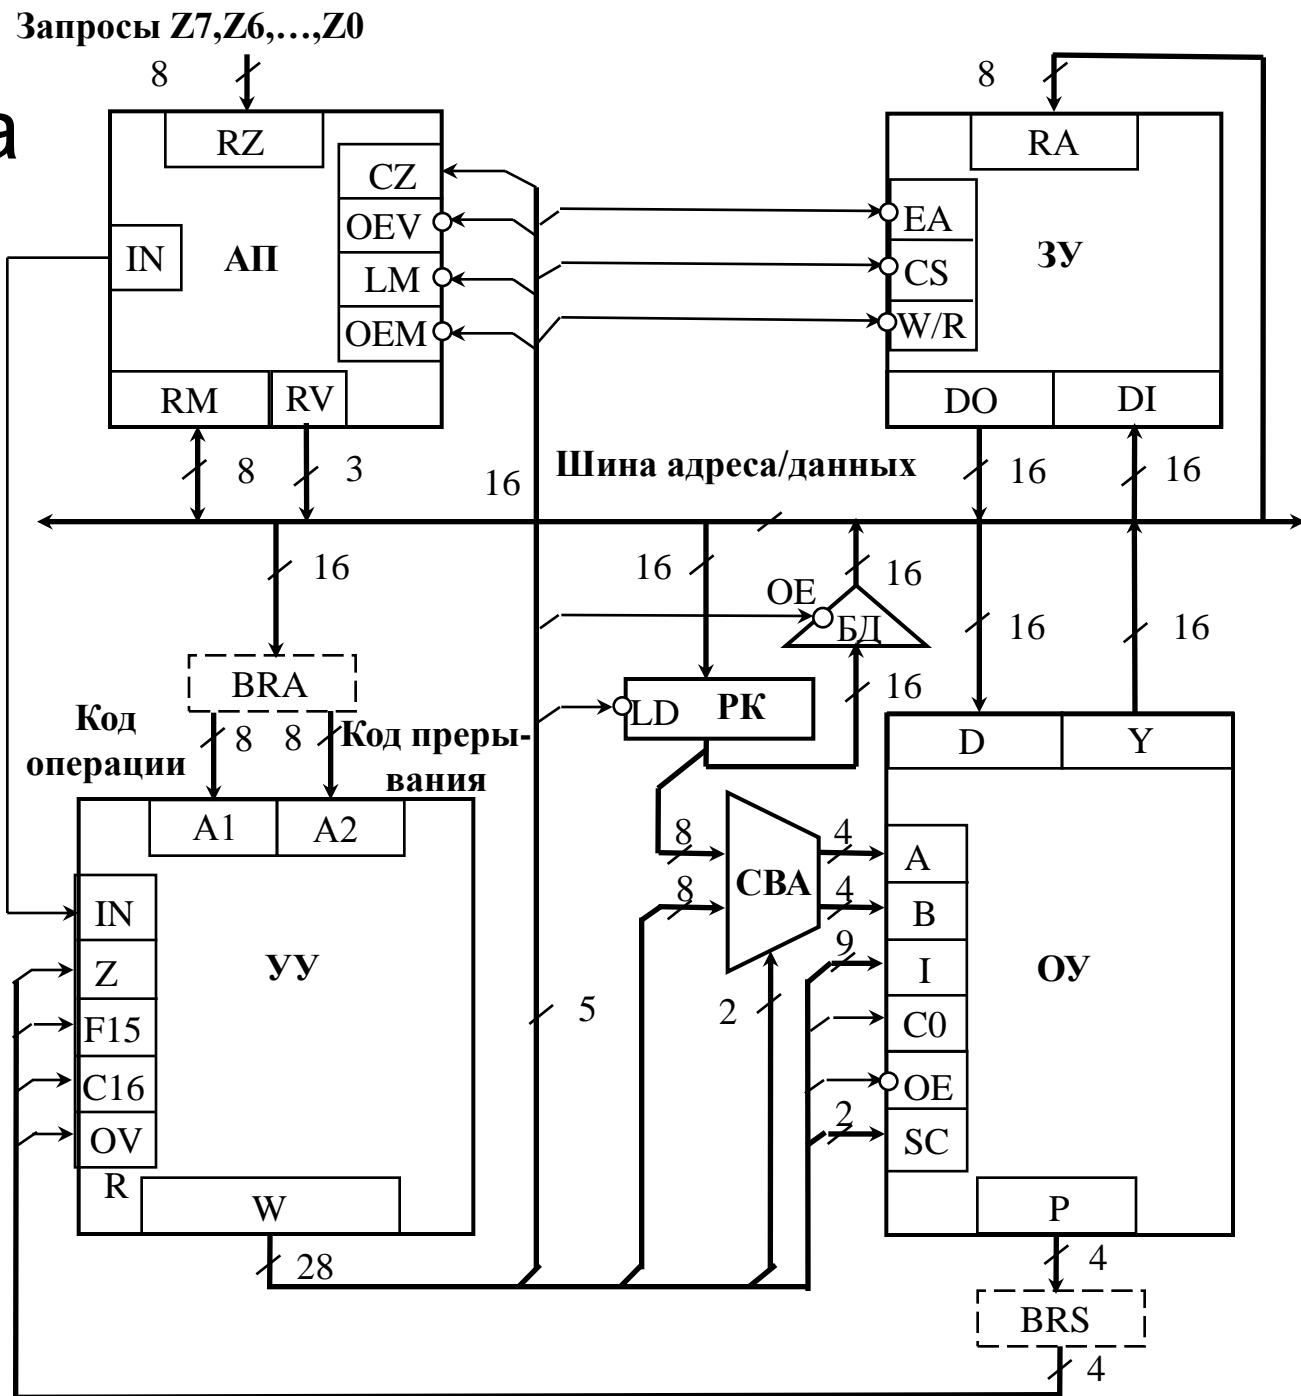 Запросы Z7,Z6,…,Z0
8
8
а
RZ
RA
CZ
OEV
LM
OEM
IN
АП
EA
CS
W/R
ЗУ
RM
RV
DO
DI
8
3
16
Шина адреса/данных
16
16
16
16
16
OE
БД
16
16
BRA
16
LD
РК
Код
операции
8
8
Код преры-
вания
D
Y
A1
A2
8
4
A
СВА
8
4
B
IN
9
I
Z
УУ
ОУ
5
2
F15
C0
C16
OE
2
OV
SC
R
W
P
28
4
BRS
4